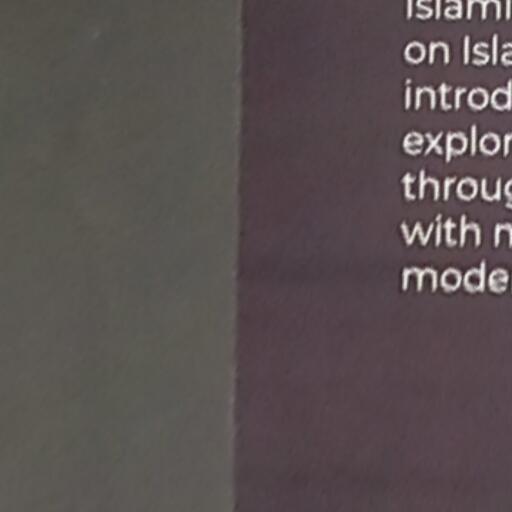 Islami
on Isla
introd
explor
throug
with m
mode